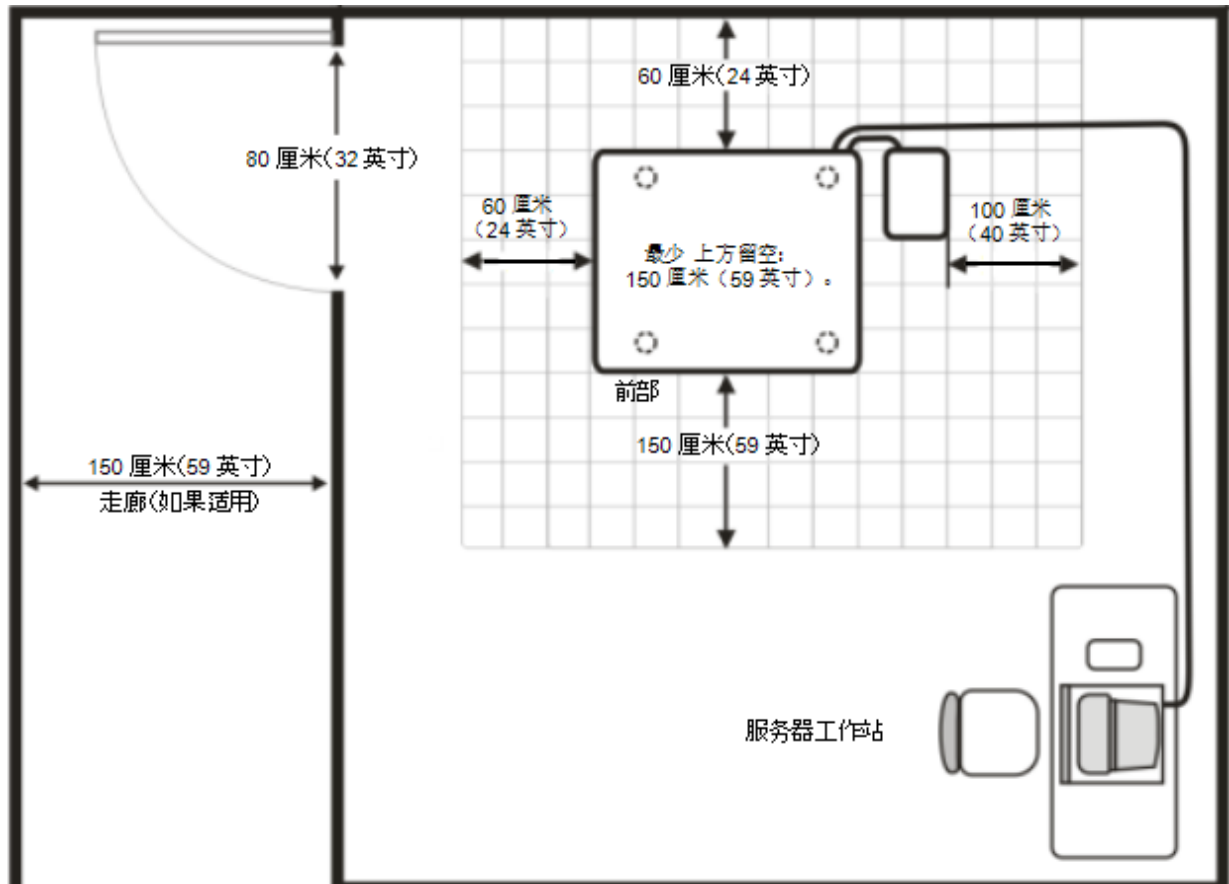 60 厘米(24 英寸)
80 厘米(32 英寸)
60 厘米
(24 英寸)
100 厘米
(40 英寸)
最少 上方留空:
150 厘米(59 英寸)。
前部
150 厘米(59 英寸)
150 厘米(59 英寸)
走廊(如果适用)
服务器工作站